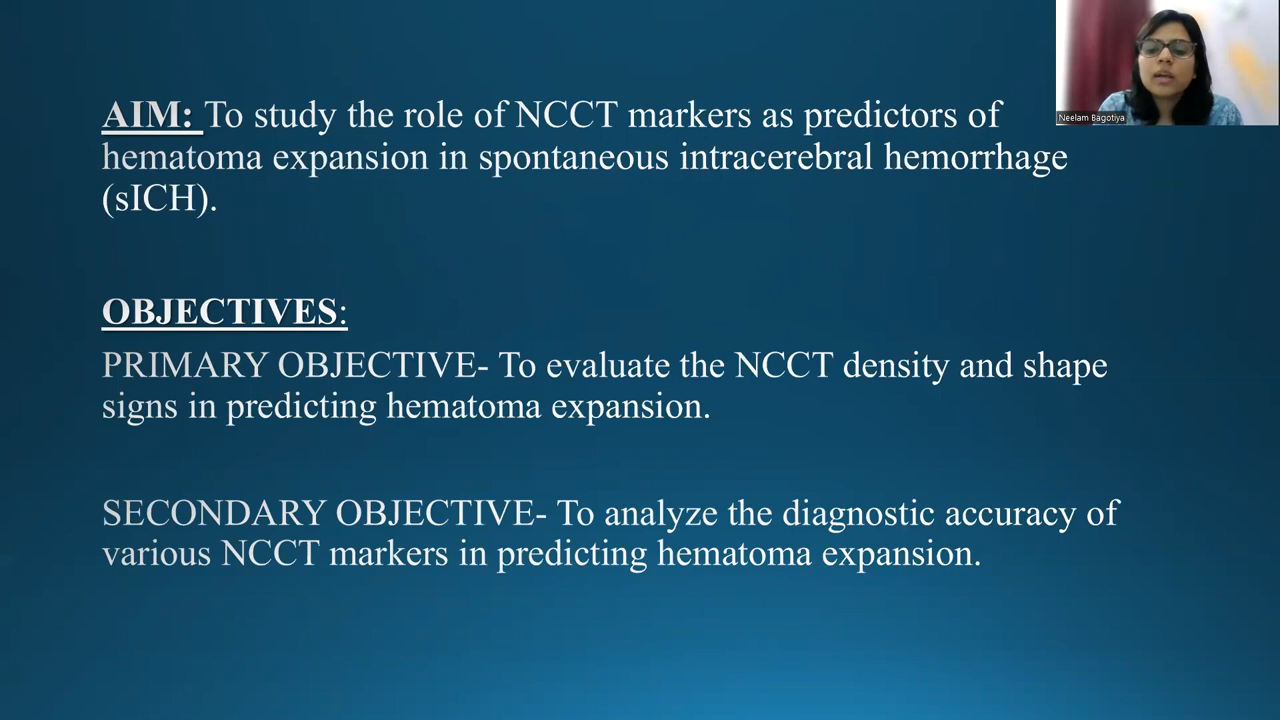 AIM: To study the role of NCCT markers as predictors of
hematoma expansion in spontaneous intracerebral hemorrhage
(sICH).
OBJECTIVES:
PRIMARY OBJECTIVE- To evaluate the NCCT density and shape
signs in predicting hematoma expansion.
SECONDARY OBJECTIVE- To analyze the diagnostic accuracy of
various NCCT markers in predicting hematoma expansion.
Neelam Bagotiya